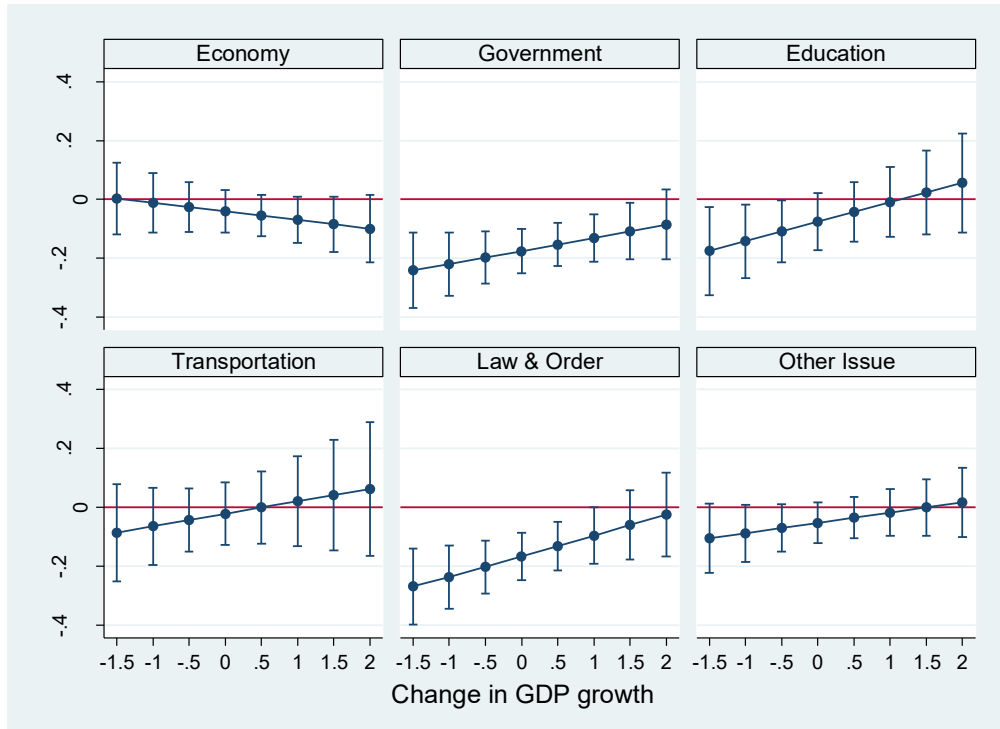 Economy Government Education
.4
.2
0
-.2
-.4
Transportation Law & Order Other Issue
.4
.2
0
-.2
-.4
-1.5 -1 -.5 0 .5 1 1.5 2 -1.5 -1 -.5 0 .5 1 1.5 2 -1.5 -1 -.5 0 .5 1 1.5 2
Change in GDP growth